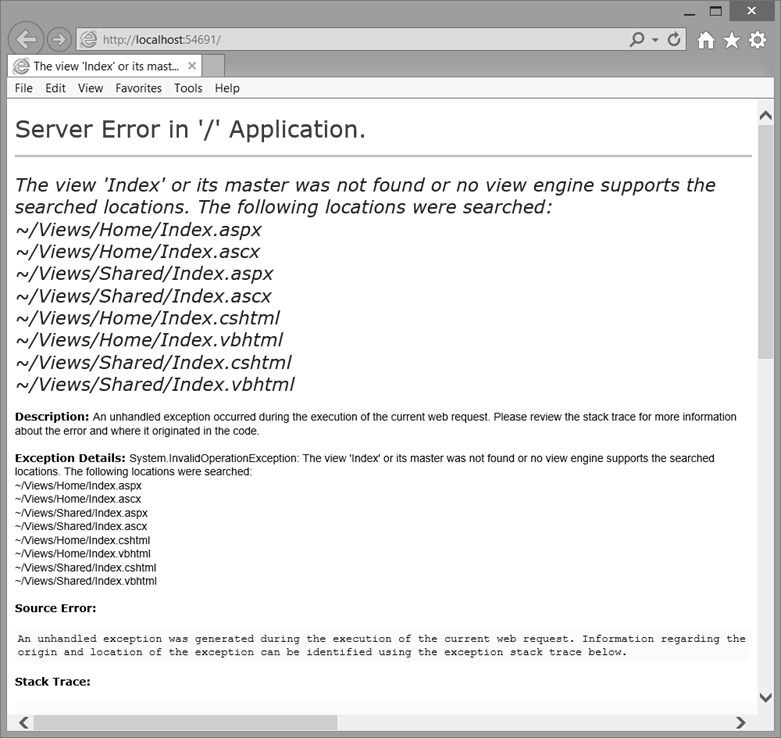 http://localhost:54691/
The view 'Index' or its mast...
File Edit View Favorites Tools Help
Server Error in '/' Application.
The view 'Index' or its master was not found or no view engine supports the
searched locations. The following locations were searched:
~/Views/Home/Index.aspx
~/Views/Home/Index.ascx
~/Views/Shared/Index.aspx
~/Views/Shared/Index.ascx
~/Views/Home/Index.cshtml
~/Views/Home/Index.vbhtml
~/Views/Shared/Index.cshtml
~/Views/Shared/Index.vbhtml
Description: An unhandled exception occurred during the execution of the current web request. Please review the stack trace for more information
about the error and where it originated in the code.
Exception Details: System.InvalidOperationException: The view 'Index' or its master was not found or no view engine supports the searched
locations. The following locations were searched:
~/Views/Home/Index.aspx
~/Views/Home/Index.ascx
~/Views/Shared/Index.aspx
~/Views/Shared/Index.ascx
~/Views/Home/Index.cshtml
~/Views/Home/Index.vbhtml
~/Views/Shared/Index.cshtml
~/Views/Shared/Index.vbhtml
Source Error:
An unhandled exception was generated during the execution of the current web request. Information regarding the
origin and location of the exception can be identified using the exception stack trace below.
Stack Trace: